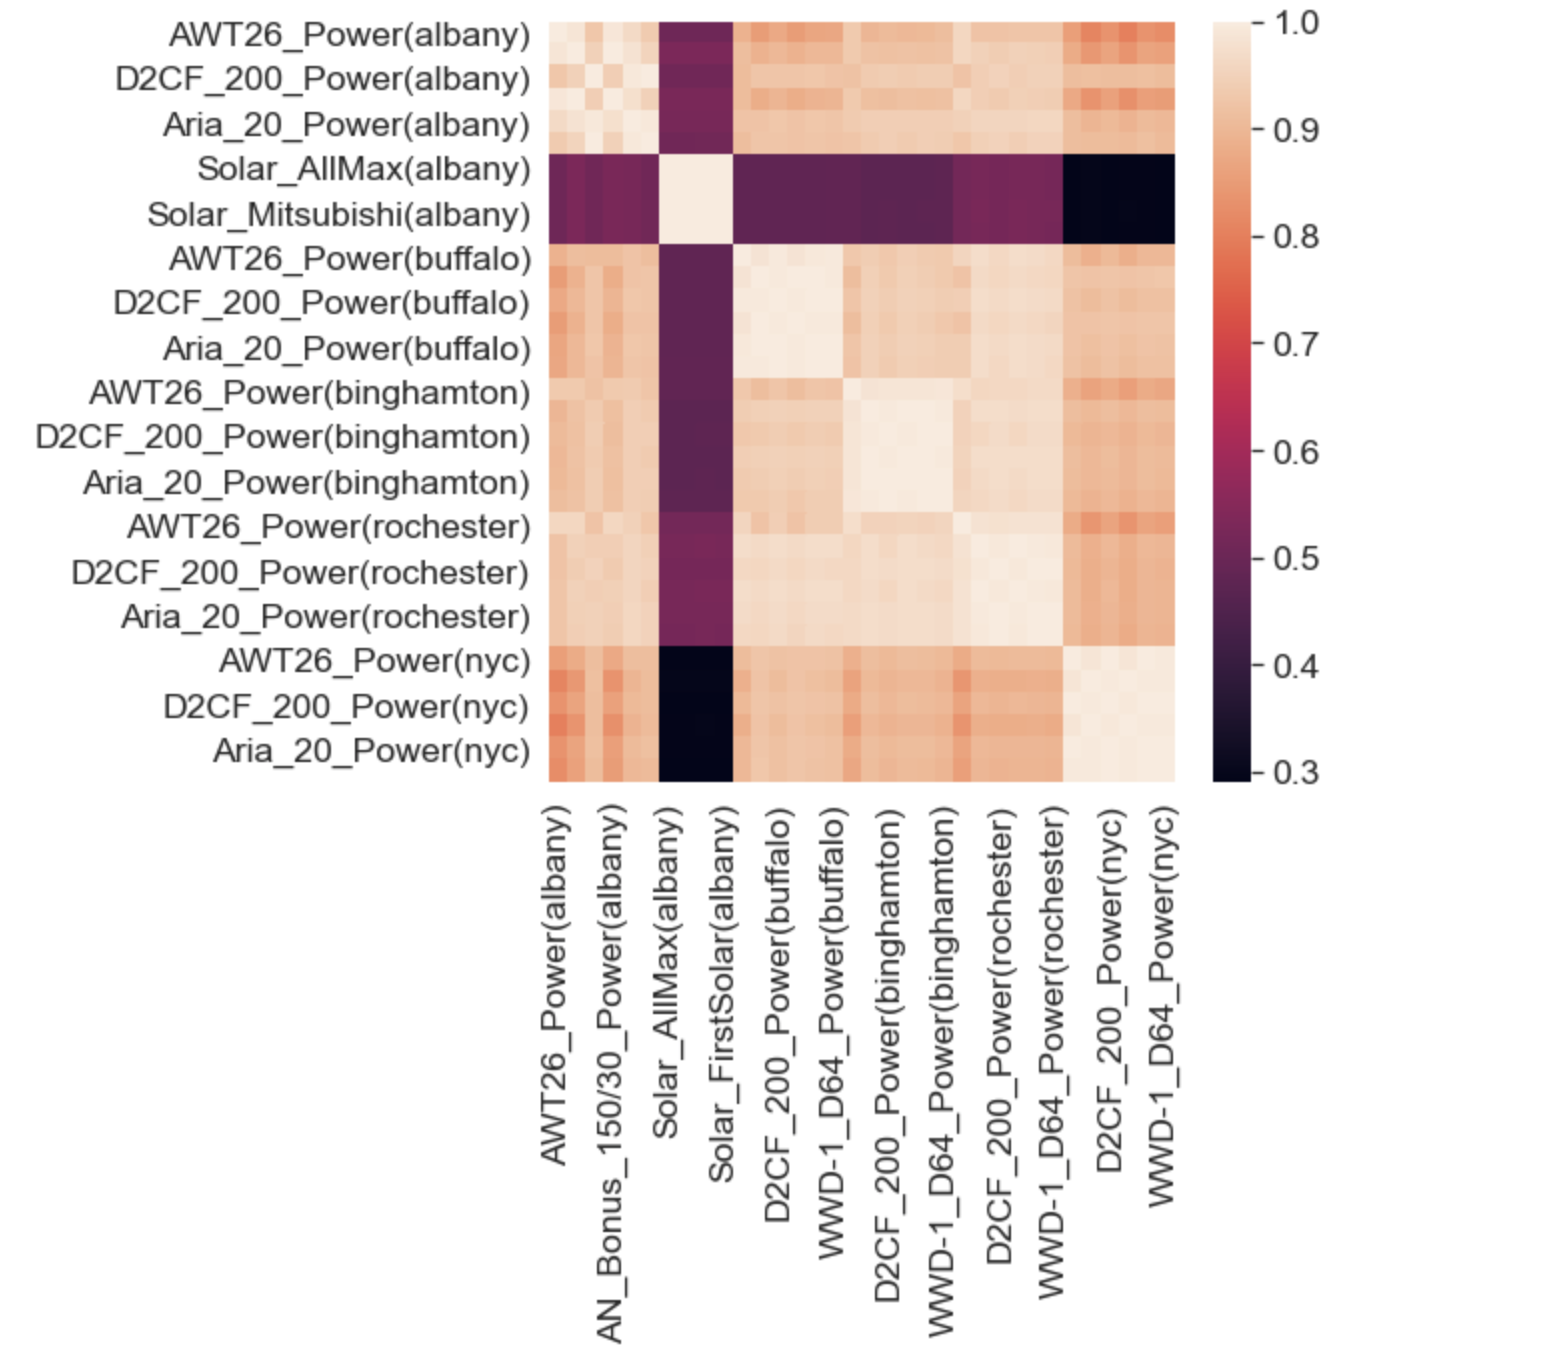 AWT26_Power(albany)
D2CF_200_Power(albany)
Aria_20_Power(albany)
Solar_AllMax(albany)
Solar_Mitsubishi(albany)
AWT26_Power(buffalo)
D2CF_200_Power(buffalo)
Aria_20_Power(buffalo)
AWT26_Power(binghamton)
D2CF_200_Power(binghamton)
Aria_20_Power(binghamton)
AWT26_Power(rochester)
D2CF_200_Power(rochester)
Aria_20_Power(rochester)
AWT26_Power(nyc)
D2CF_200_Power(nyc)
Aria_20_Power(nyc)
1.0
0.9
0.8
0.7
0.6
0.5
0.4
0.3
AWT26_Power(albany)
AN_Bonus_150/30_Power(albany)
Solar_AllMax(albany)
Solar_FirstSolar(albany)
D2CF_200_Power(buffalo)
WWD-1_D64_Power(buffalo)
D2CF_200_Power(binghamton)
WWD-1_D64_Power(binghamton)
D2CF_200_Power(rochester)
WWD-1_D64_Power(rochester)
D2CF_200_Power(nyc)
WWD-1_D64_Power(nyc)